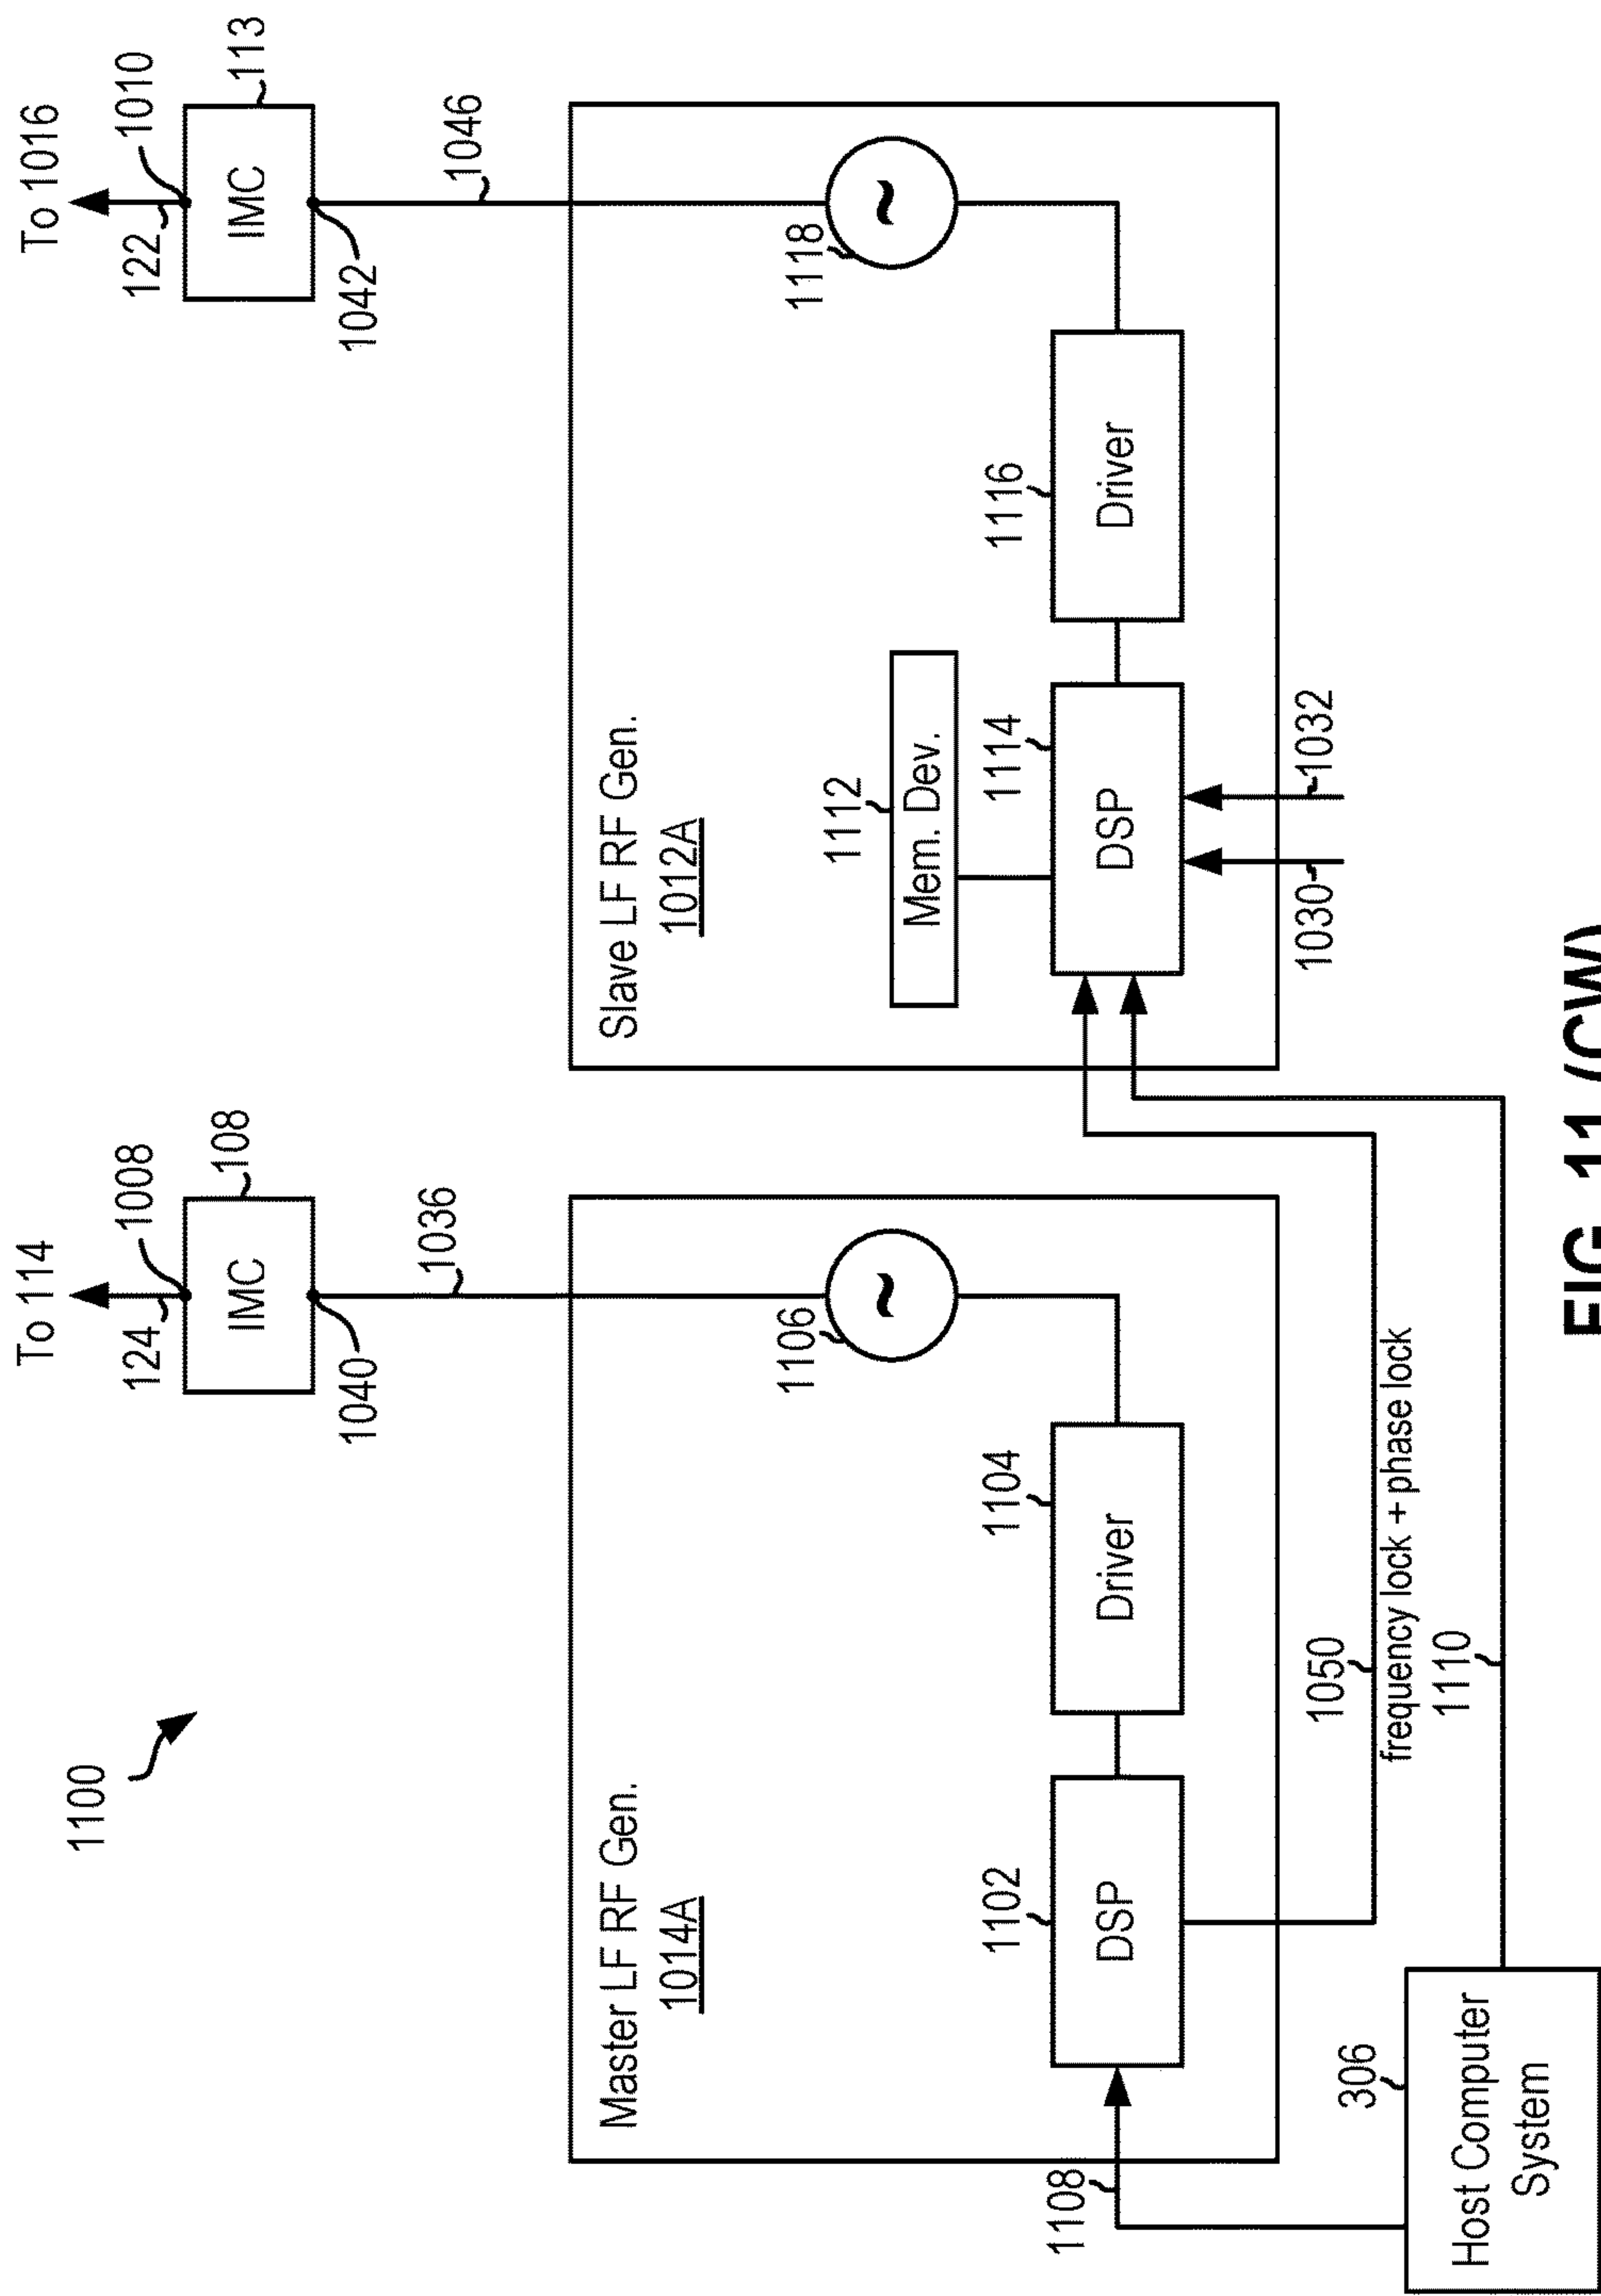 1100
To 114
124
1008
108
IMC
1040
1036
To 1016
122
1010
113
IMC
1042
1046
Master LF RF Gen.
1014A
1102
DSP
1104
Driver
1106
~
Slave LF RF Gen.
1012A
1112
Mem. Dev.
1114
DSP
1116
Driver
1118
~
1030
1032
1108
1050
frequency lock + phase lock
1110
306
Host Computer
System
FIG. 11 (CW)